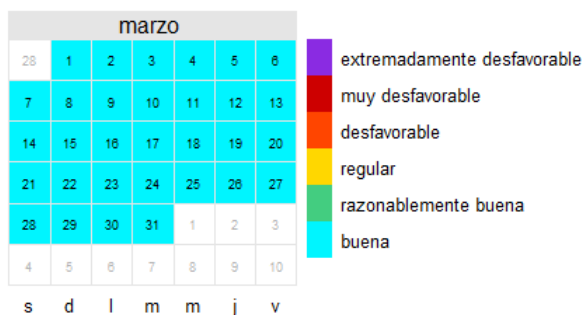 marzo
28 1 2 3 4 5 6
7 8 9 10 11 12 13
14 15 16 17 18 19 20
21 22 23 24 25 26 27
28 29 30 31 1 2 3
4 5 6 7 8 9 10
s d l m m j v
extremadamente desfavorable
muy desfavorable
desfavorable
regular
razonablemente buena
buena